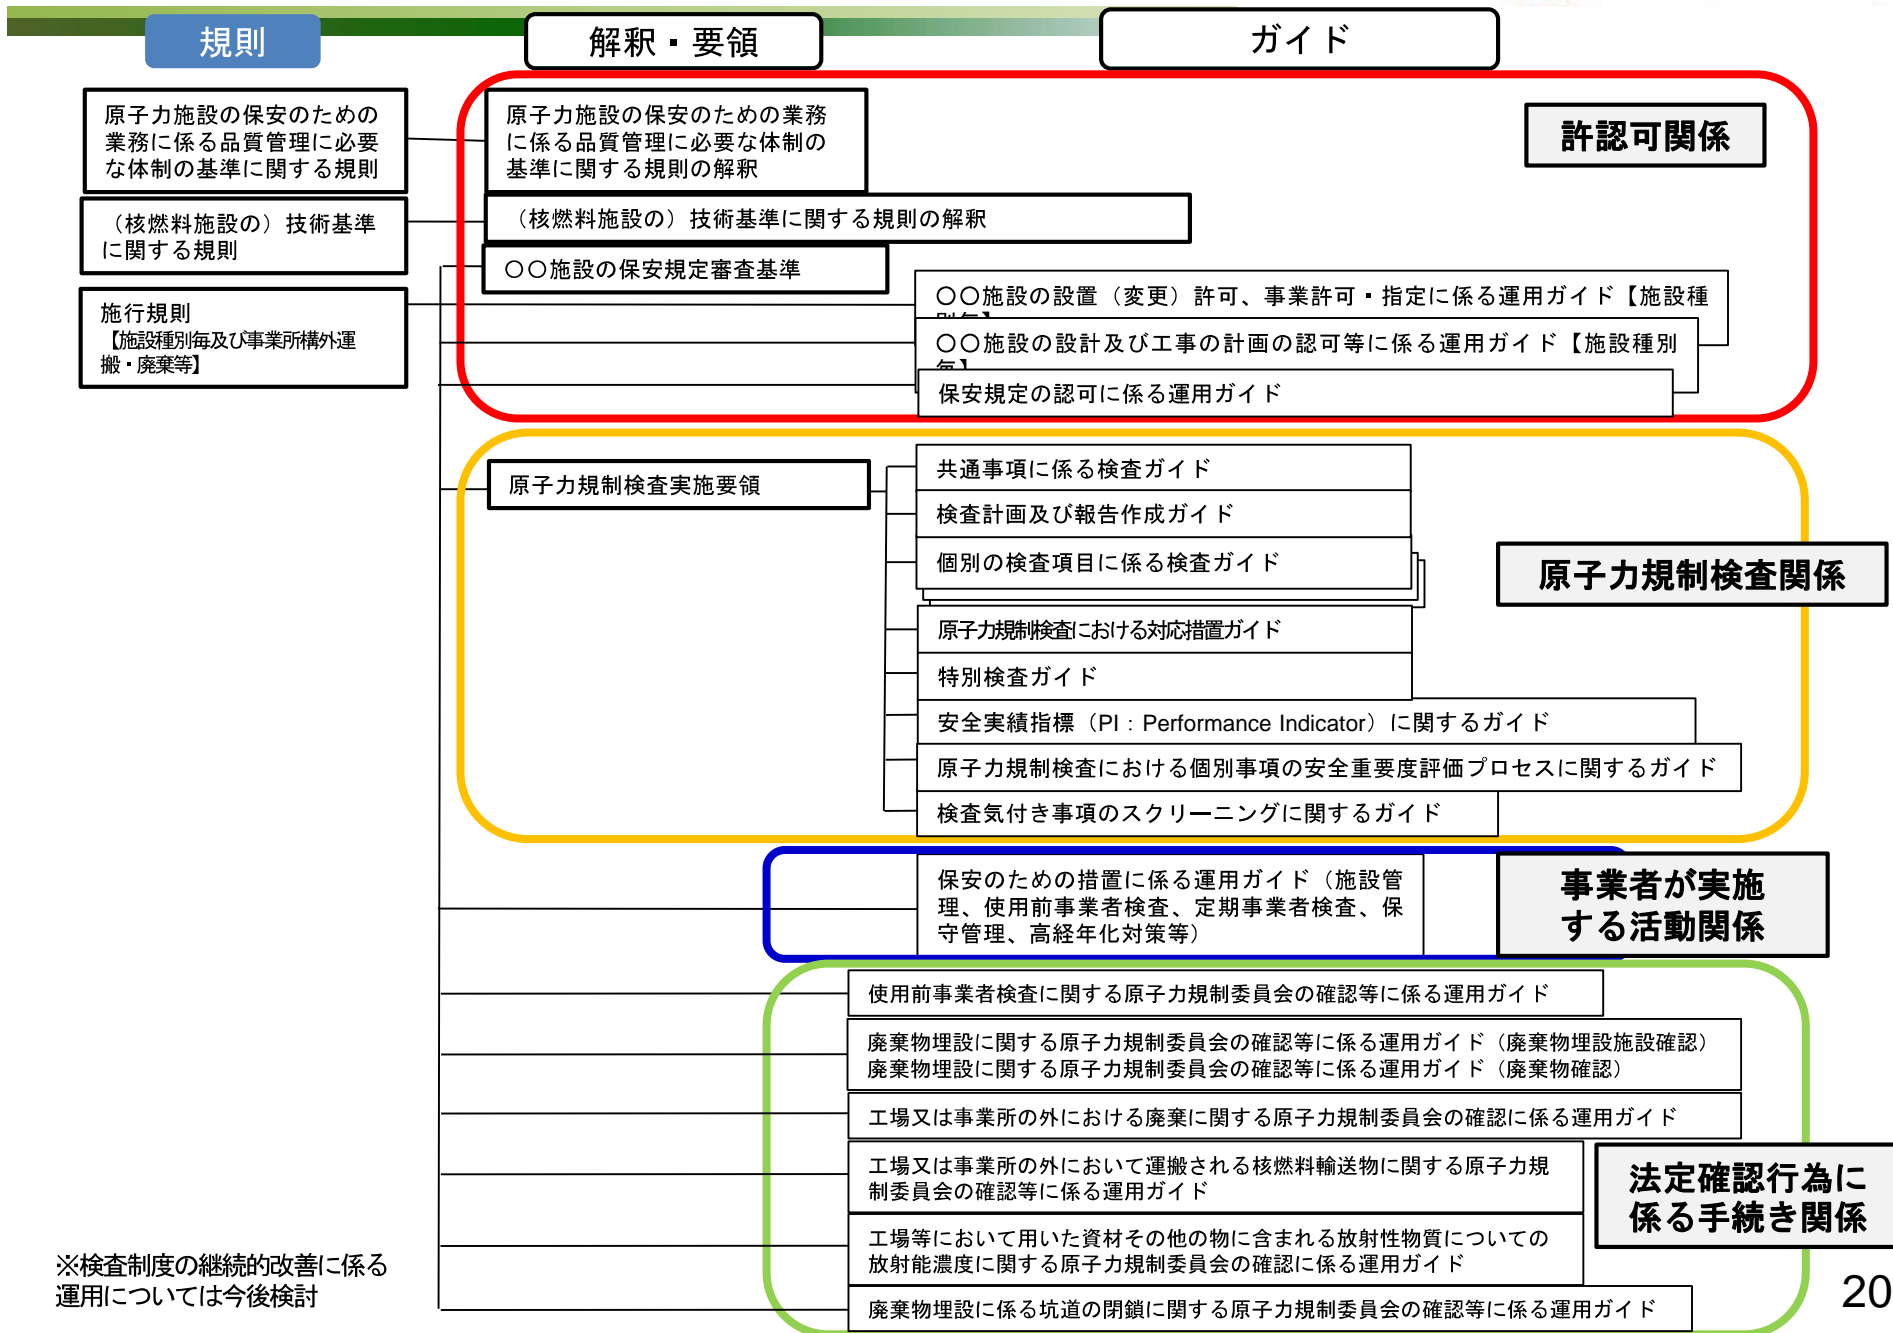 規則
解釈・要領
ガイド
原子力施設の保安のための
業務に係る品質管理に必要
な体制の基準に関する規則
原子力施設の保安のための業務
に係る品質管理に必要な体制の
基準に関する規則の解釈
許認可関係
（核燃料施設の）技術基準
に関する規則
（核燃料施設の）技術基準に関する規則の解釈
〇〇施設の保安規定審査基準
施行規則
【施設種別毎及び事業所構外運
搬・廃棄等】
〇〇施設の設置（変更）許可、事業許可・指定に係る運用ガイド【施設種
別毎】
〇〇施設の設計及び工事の計画の認可等に係る運用ガイド【施設種別
毎】
保安規定の認可に係る運用ガイド
原子力規制検査実施要領
共通事項に係る検査ガイド
検査計画及び報告作成ガイド
個別の検査項目に係る検査ガイド
原子力規制検査関係
原子力規制検査における対応措置ガイド
特別検査ガイド
安全実績指標（PI：Performance Indicator）に関するガイド
原子力規制検査における個別事項の安全重要度評価プロセスに関するガイド
検査気付き事項のスクリーニングに関するガイド
保安のための措置に係る運用ガイド（施設管
理、使用前事業者検査、定期事業者検査、保
守管理、高経年化対策等）
事業者が実施
する活動関係
使用前事業者検査に関する原子力規制委員会の確認等に係る運用ガイド
廃棄物埋設に関する原子力規制委員会の確認等に係る運用ガイド（廃棄物埋設施設確認）
廃棄物埋設に関する原子力規制委員会の確認等に係る運用ガイド（廃棄物確認）
工場又は事業所の外における廃棄に関する原子力規制委員会の確認に係る運用ガイド
工場又は事業所の外において運搬される核燃料輸送物に関する原子力規
制委員会の確認等に係る運用ガイド
法定確認行為に
係る手続き関係
工場等において用いた資材その他の物に含まれる放射性物質についての
放射能濃度に関する原子力規制委員会の確認に係る運用ガイド
廃棄物埋設に係る坑道の閉鎖に関する原子力規制委員会の確認等に係る運用ガイド
※検査制度の継続的改善に係る
運用については今後検討
20